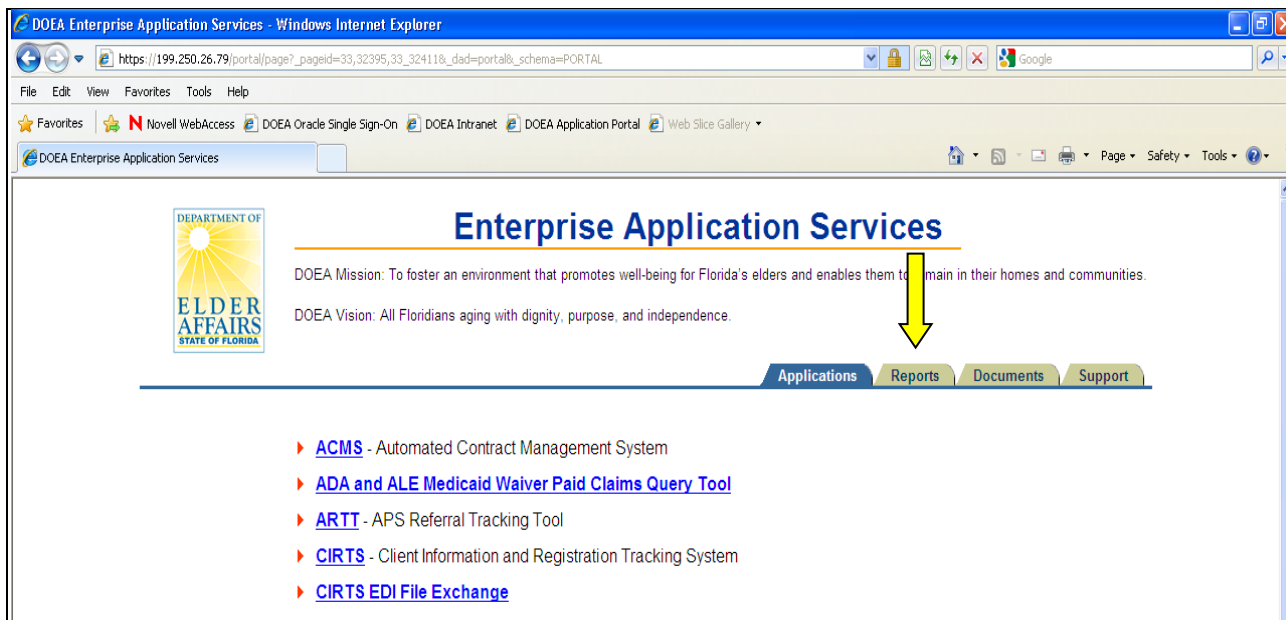 DOEA Enterprise Application Services - Windows Internet Explorer
https://199.250.26.79/portal/page?_pageid=33,32395,33_32411&_dad=portal&_schema=PORTAL
Google
File Edit View Favorites Tools Help
Favorites Novell WebAccess DOEA Oracle Single Sign-On DOEA Intranet DOEA Application Portal Web Slice Gallery
DOEA Enterprise Application Services
Page Safety Tools
DEPARTMENT OF
ELDER
AFFAIRS
STATE OF FLORIDA
Enterprise Application Services
DOEA Mission: To foster an environment that promotes well-being for Florida's elders and enables them to main in their homes and communities.
DOEA Vision: All Floridians aging with dignity, purpose, and independence.
Applications Reports Documents Support
ACMS - Automated Contract Management System
ADA and ALE Medicaid Waiver Paid Claims Query Tool
ARTT - APS Referral Tracking Tool
CIRTS - Client Information and Registration Tracking System
CIRTS EDI File Exchange